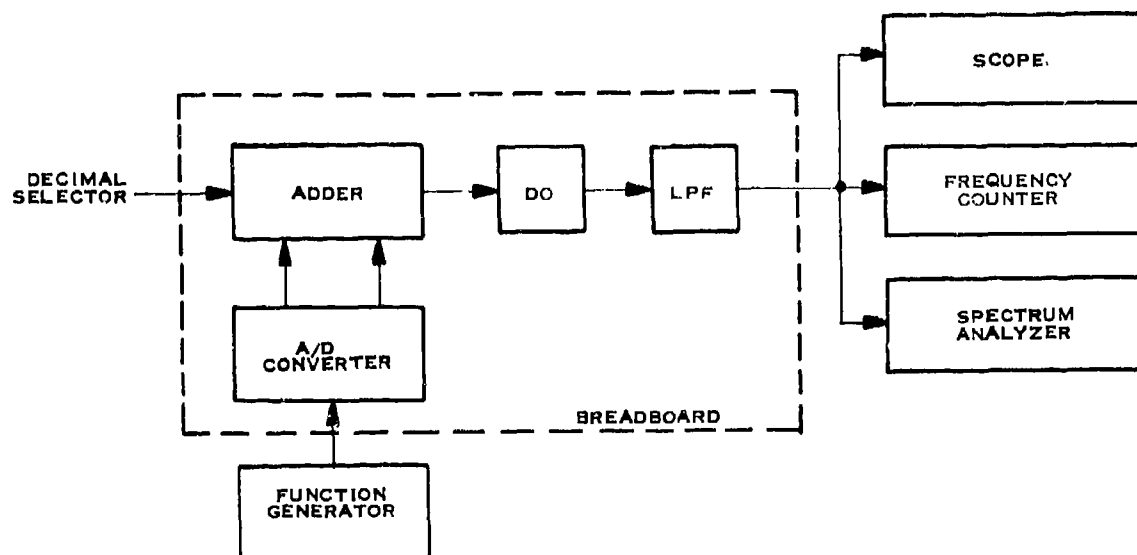 SCOPE.
DECIMAL
SELECTOR
ADDER
DO
LPF
FREQUENCY
COUNTER
A/D
CONVERTER
SPECTRUM
ANALYZER
BREADBOARD
FUNCTION
GENERATOR